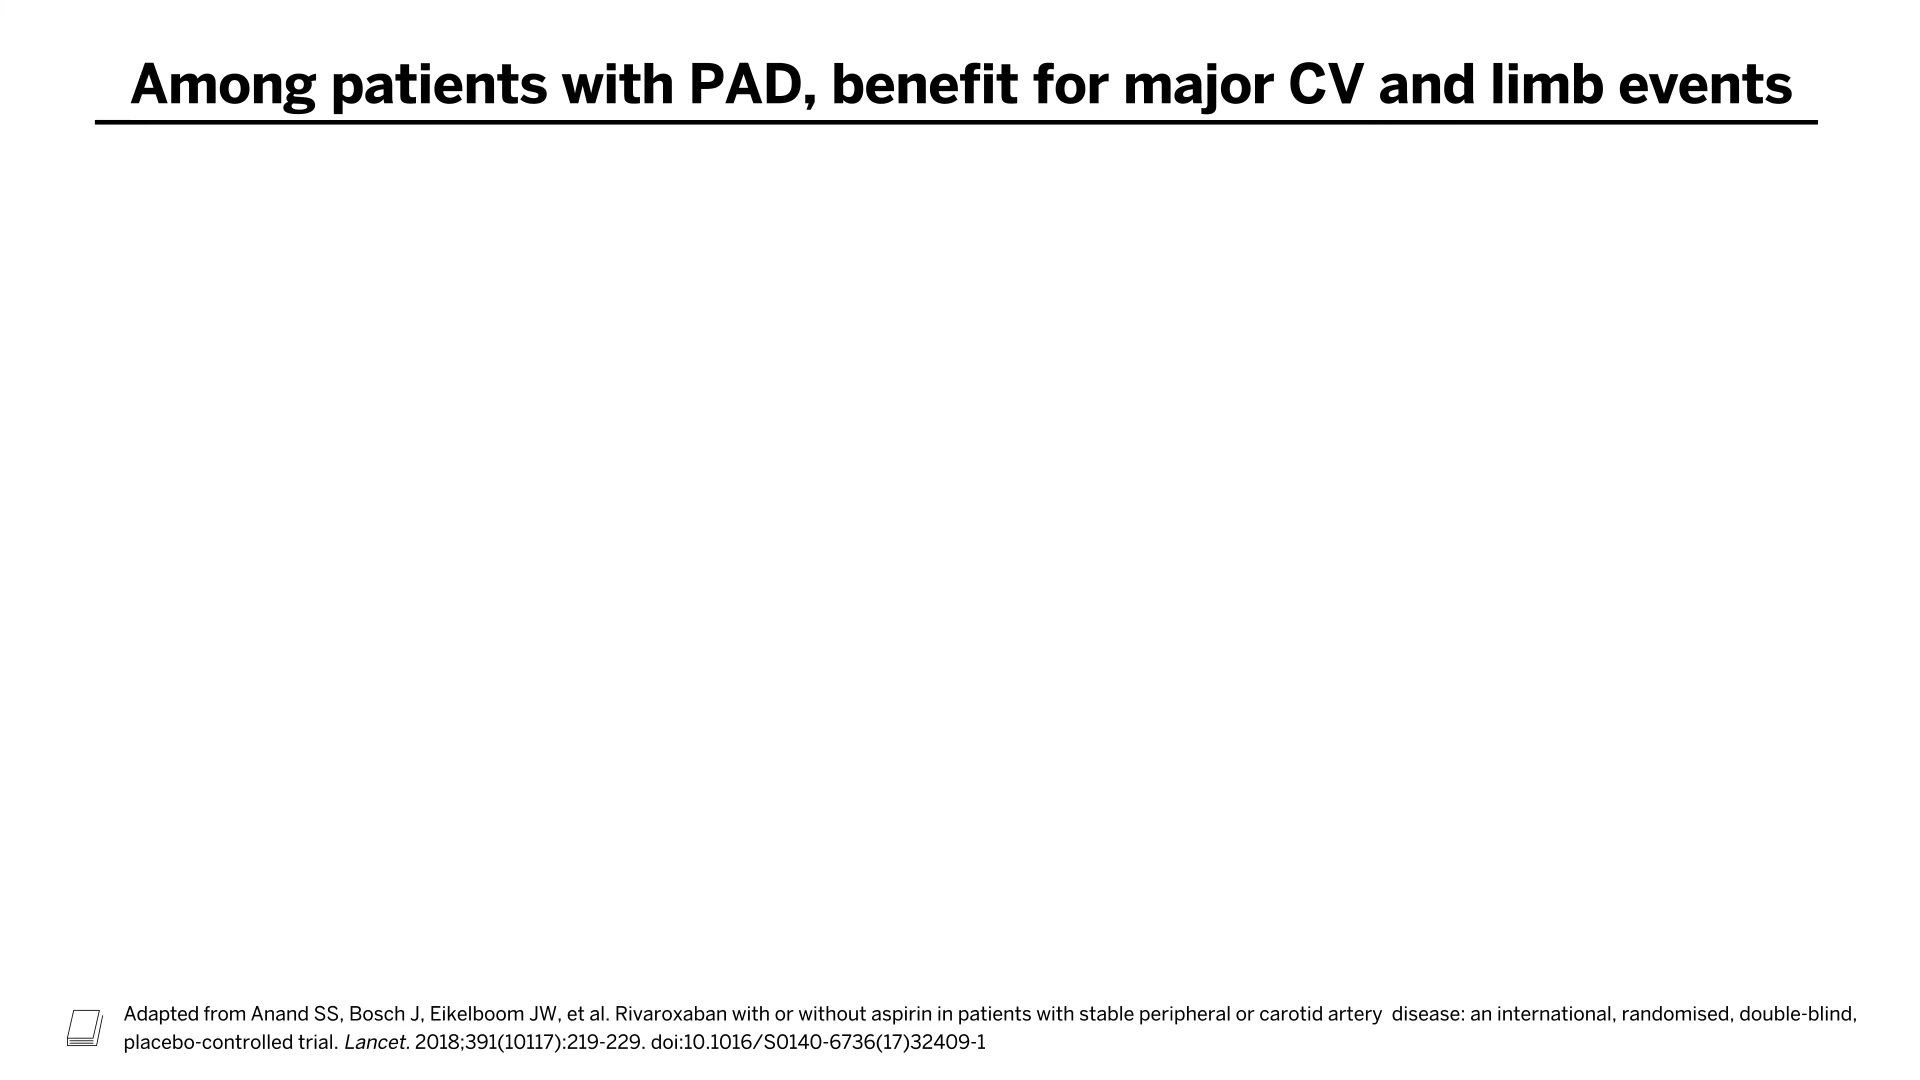 Among patients with PAD, benefit for major CV and limb events
Adapted from Anand SS, Bosch J, Eikelboom JW, et al. Rivaroxaban with or without aspirin in patients with stable peripheral or carotid artery  disease: an international, randomised, double-blind,
placebo-controlled trial. Lancet. 2018;391(10117):219-229. doi:10.1016/S0140-6736(17)32409-1